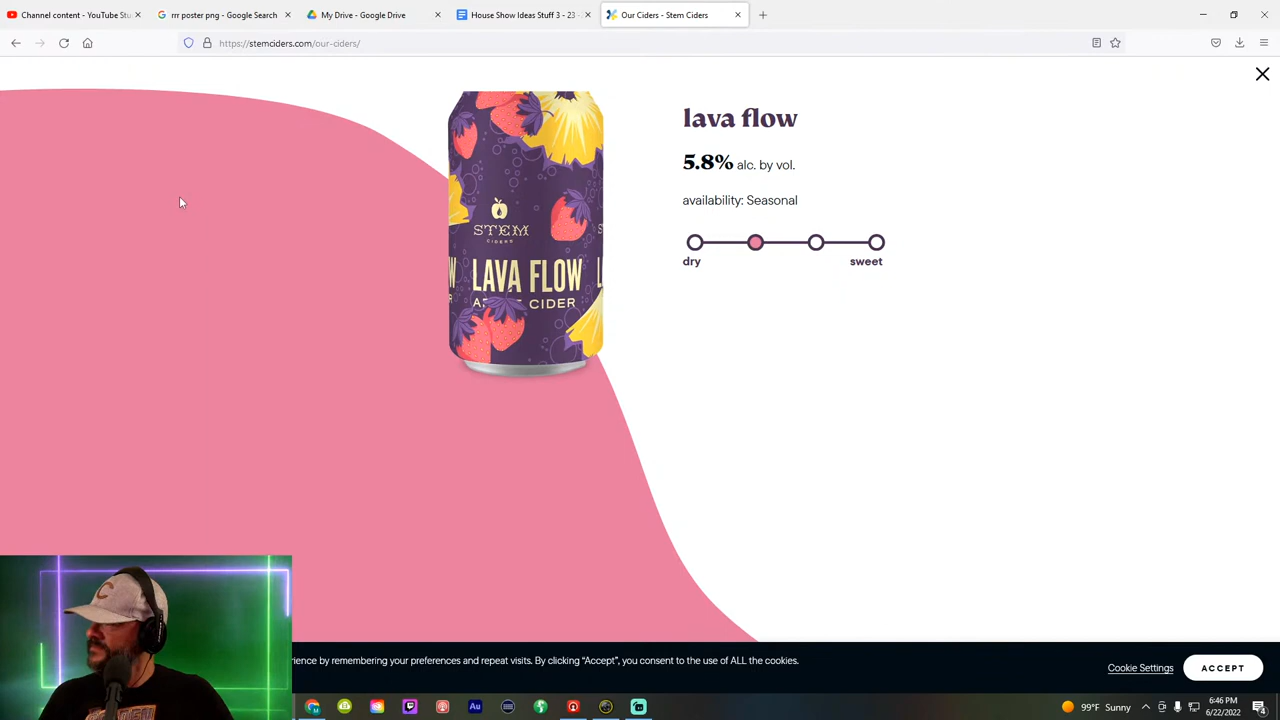 Channel content - YouTube Stu
rrr poster png - Google Search
My Drive - Google Drive
House Show Ideas Stuff 3 - 23 -
Our Ciders - Stem Ciders
https://stemciders.com/our-ciders/
lava flow
5.8% alc. by vol.
availability: Seasonal
dry
sweet
STEM
CIDERS
LAVA FLOW
CIDER
rience by remembering your preferences and repeat visits. By clicking “Accept”, you consent to the use of ALL the cookies.
Cookie Settings
ACCEPT
99°F Sunny
6:46 PM
6/22/2022